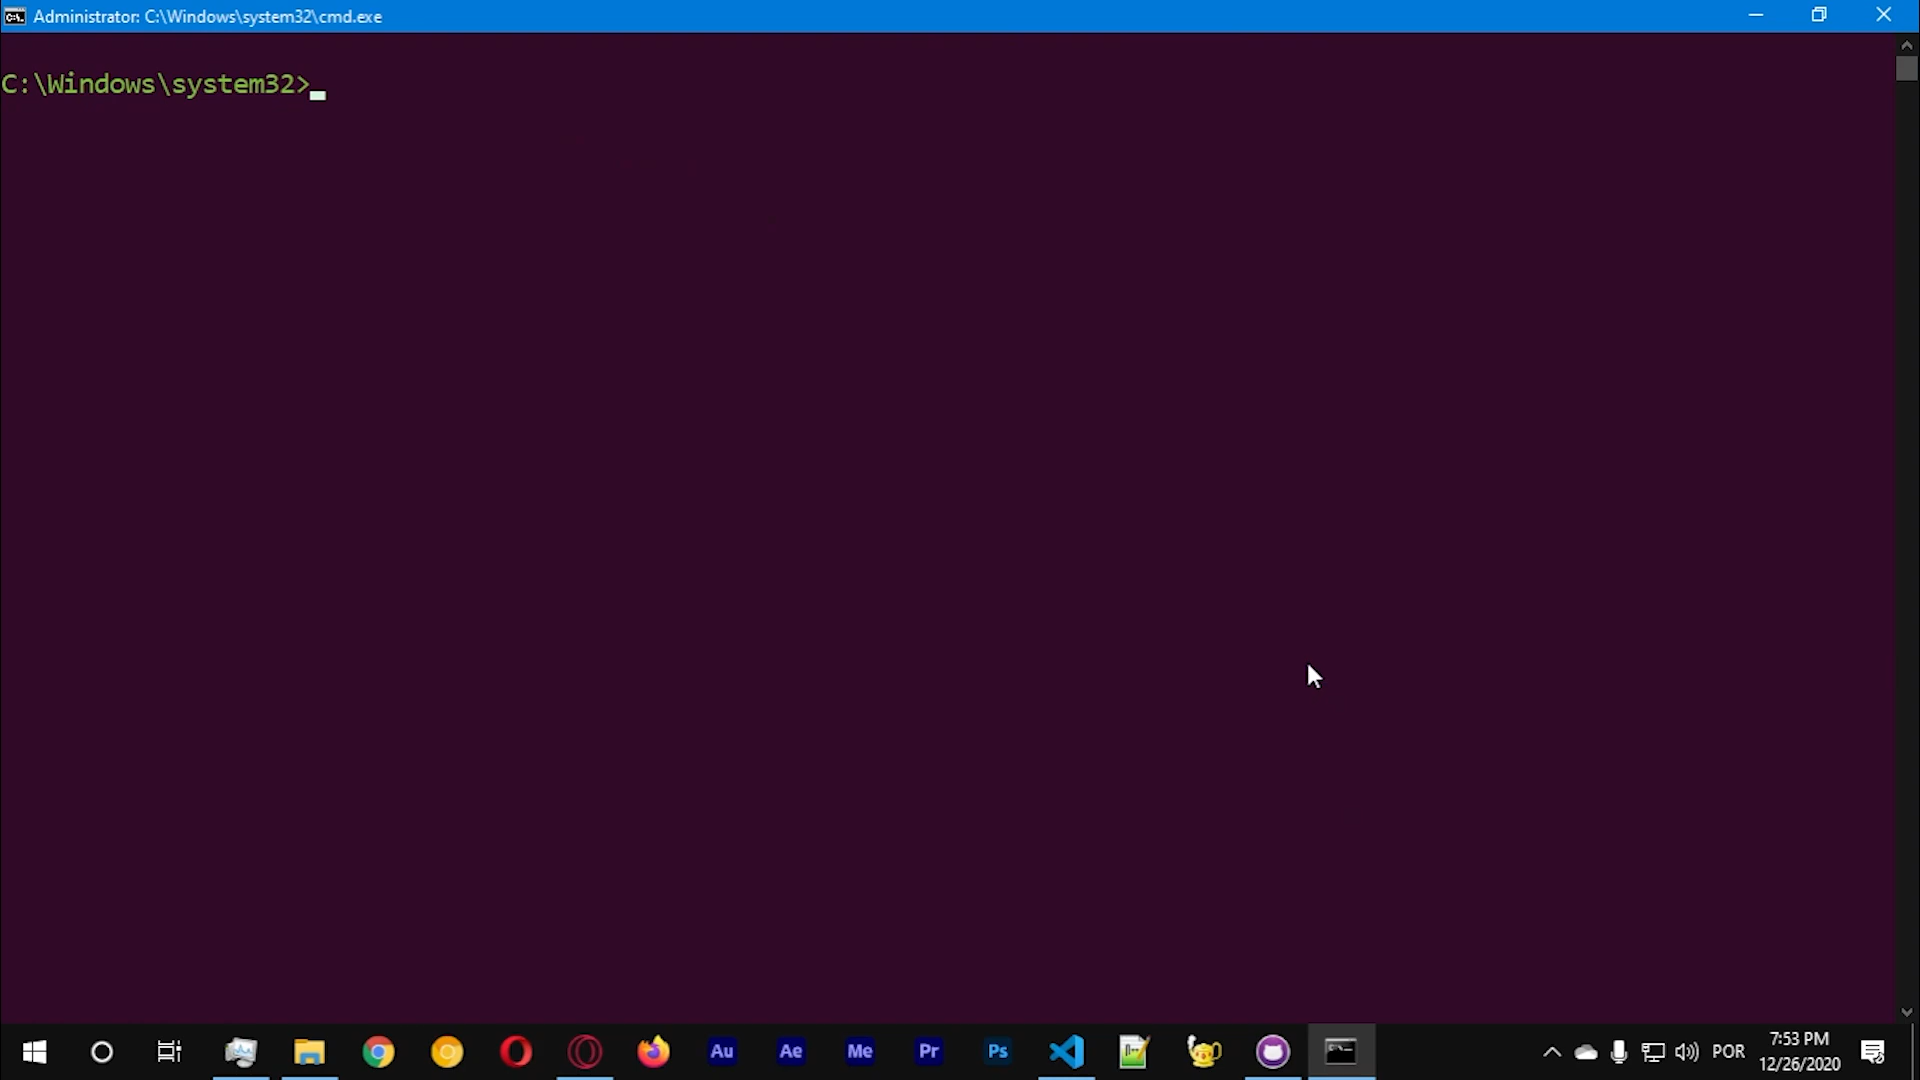 Administrator: C:\Windows\system32\cmd.exe
C:\Windows\system32>
Au
Ae
Me
Pr
Ps
POR
7:53 PM
12/26/2020